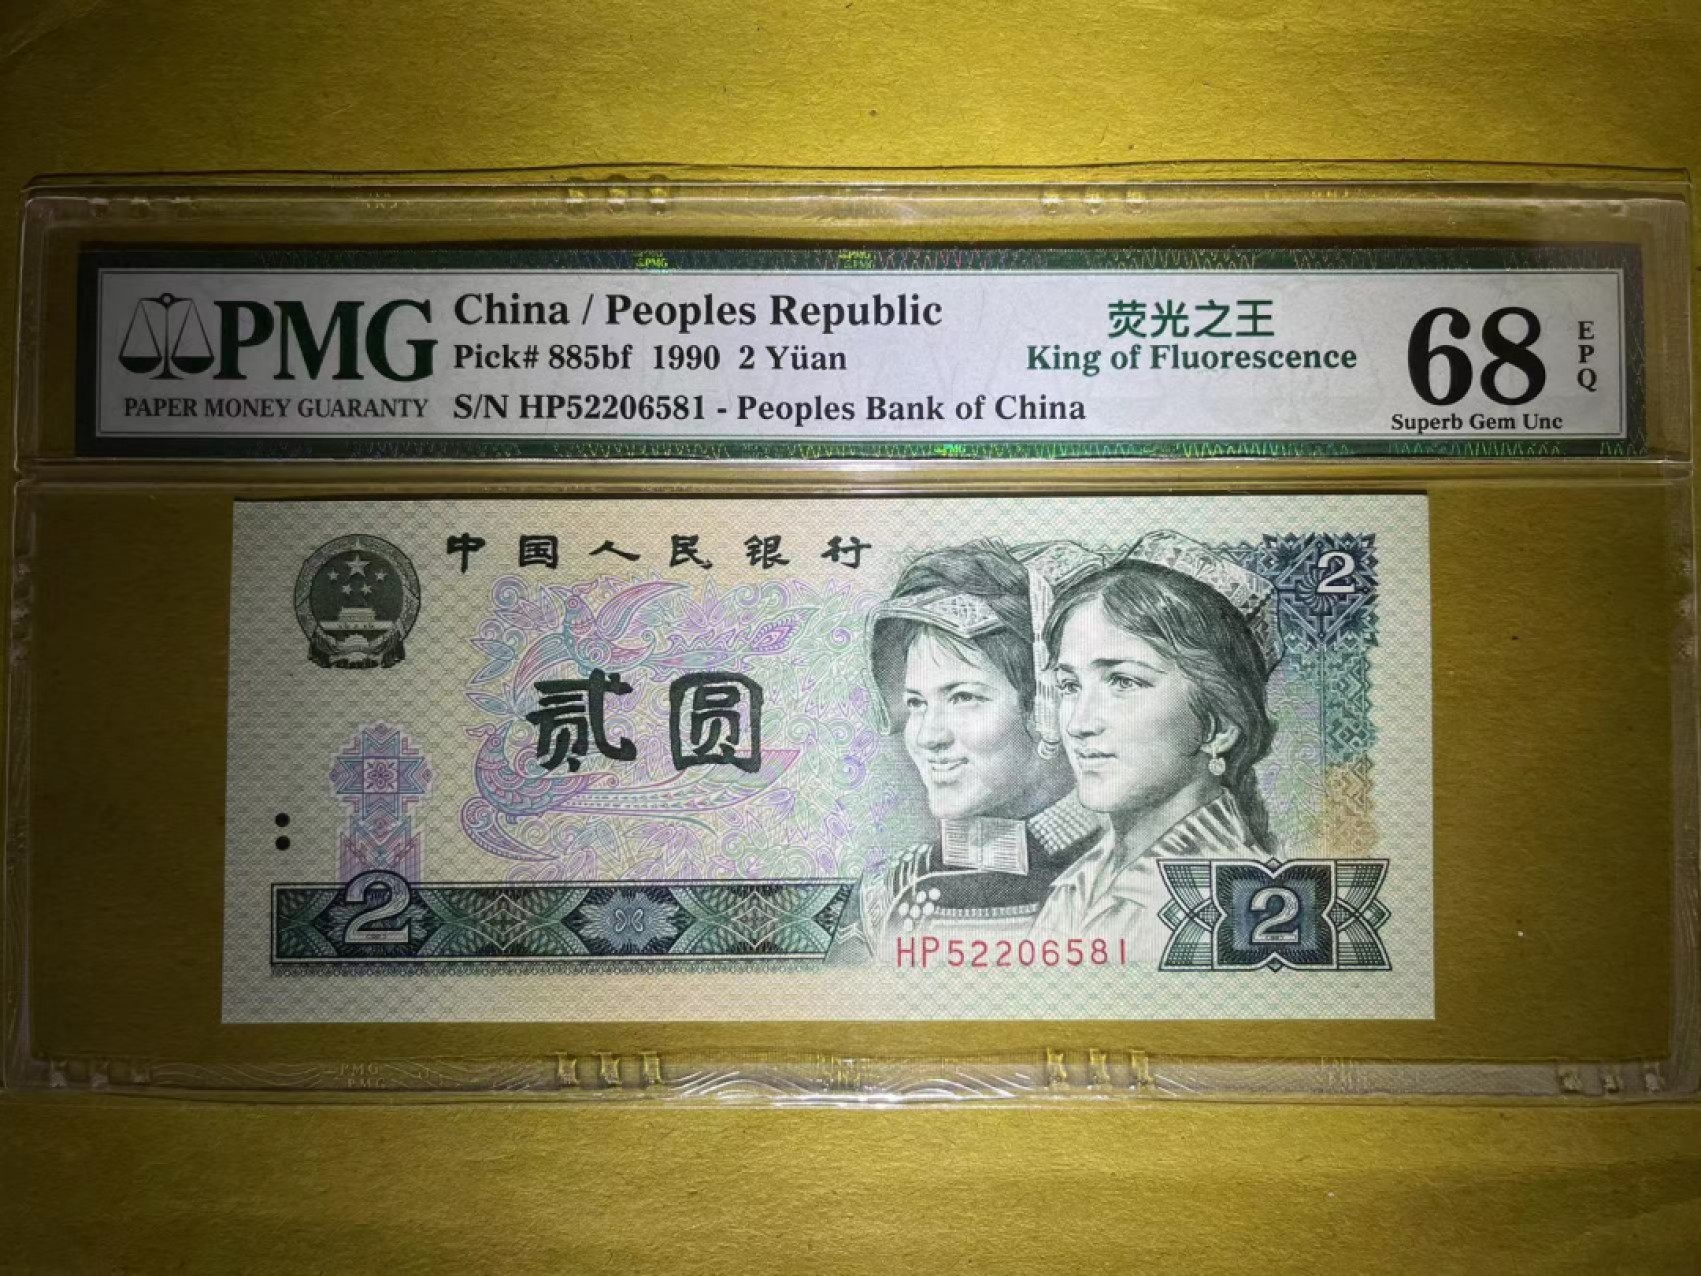 PMG
PAPER MONEY GUARANTY
China / Peoples Republic
Pick# 885bf 1990 2 Yüan
S/N HP52206581 - Peoples Bank of China
荧光之王
King of Fluorescence
68
EPQ
Superb Gem Unc
中国人民银行
2
贰圆
2
HP52206581
2